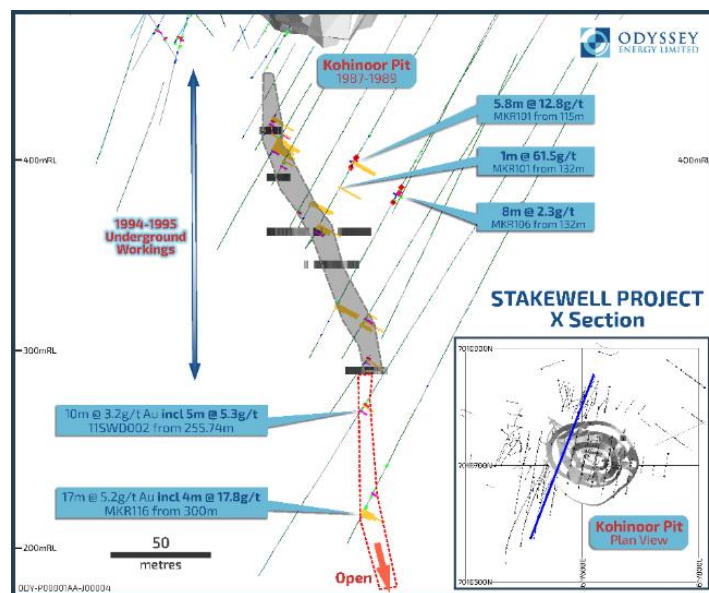 ODYSSEY
ENERGY LIMITED
Kohinoor Pit
1987-1989
5.8m @ 12.8g/t
MKR101 from 115m
400mRL
1m @ 61.5g/t
MKR101 from 132m
400mRL
8m @ 2.3g/t
MKR106 from 132m
1994-1995
Underground
Workings
STAKEWELL PROJECT
X Section
300mRL
7010900N
10m @ 3.2g/t Au incl 5m @ 5.3g/t
11SWD002 from 255.74m
17m @ 5.2g/t Au incl 4m @ 17.8g/t
MKR116 from 300m
Kohinoor Pit
Plan View
200mRL
50
metres
Open
ODY-P00001AA-J00004